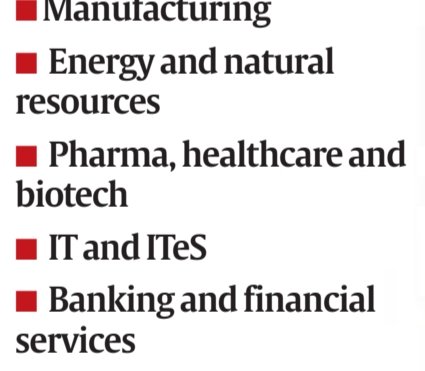 ■ Manufacturing
■ Energy and natural
resources
■ Pharma, healthcare and
biotech
■ IT and ITeS
■ Banking and financial
services